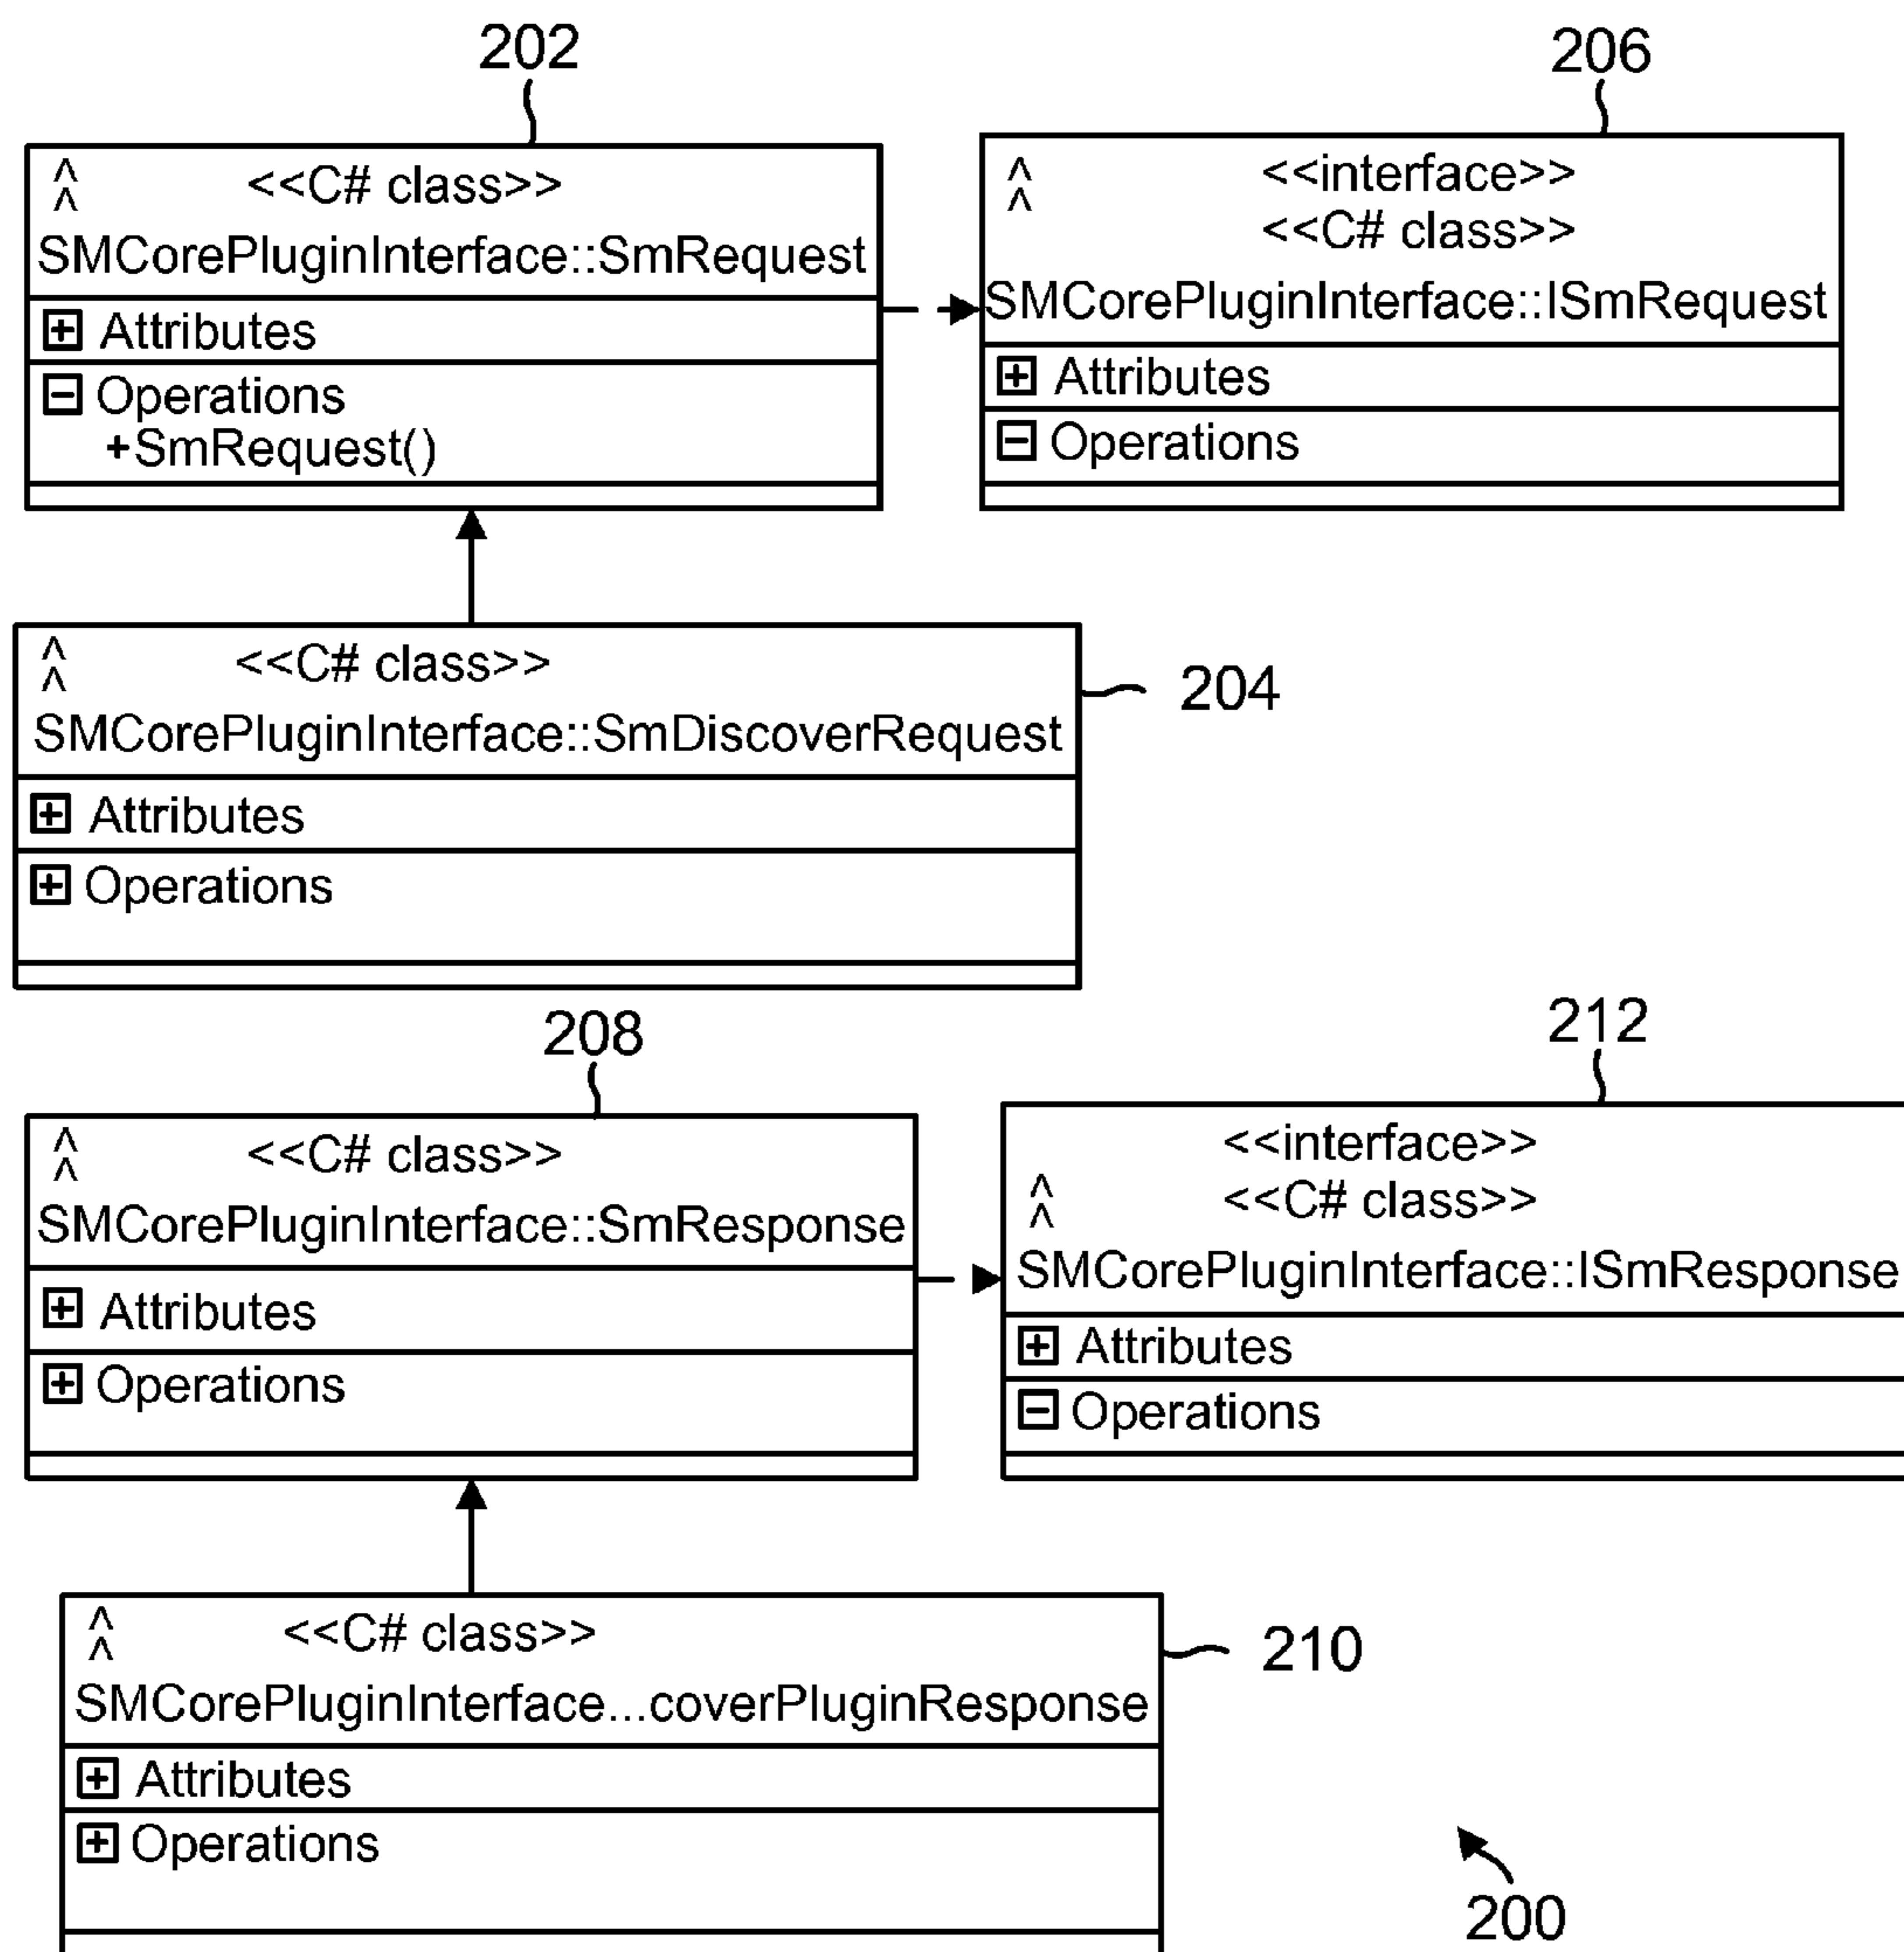 202
^
^
<<C# class>>
SMCorePluginInterface::SmRequest
+ Attributes
- Operations
+SmRequest()
206
^
^
<<interface>>
<<C# class>>
SMCorePluginInterface::ISmRequest
+ Attributes
- Operations
^
^
<<C# class>>
SMCorePluginInterface::SmDiscoverRequest
+ Attributes
+ Operations
204
208
^
^
<<C# class>>
SMCorePluginInterface::SmResponse
+ Attributes
+ Operations
212
<<interface>>
^
^
<<C# class>>
SMCorePluginInterface::ISmResponse
+ Attributes
- Operations
^
^
<<C# class>>
SMCorePluginInterface...coverPluginResponse
+ Attributes
+ Operations
210
200